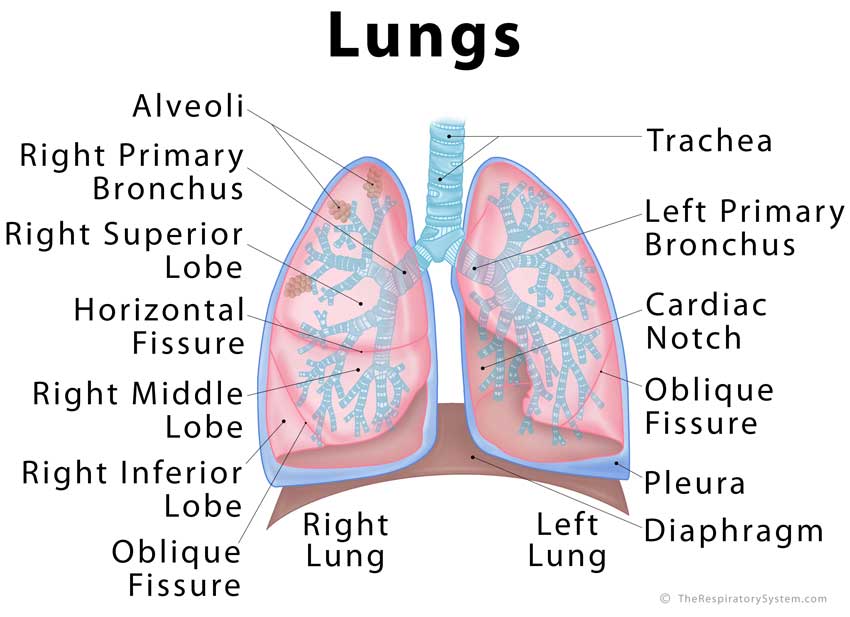 Lungs
Alveoli
Right Primary
Bronchus
Right Superior
Lobe
Horizontal
Fissure
Right Middle
Lobe
Right Inferior
Lobe
Oblique
Fissure
Right
Lung
Left
Lung
Trachea
Left Primary
Bronchus
Cardiac
Notch
Oblique
Fissure
Pleura
Diaphragm
© TheRespiratorySystem.com